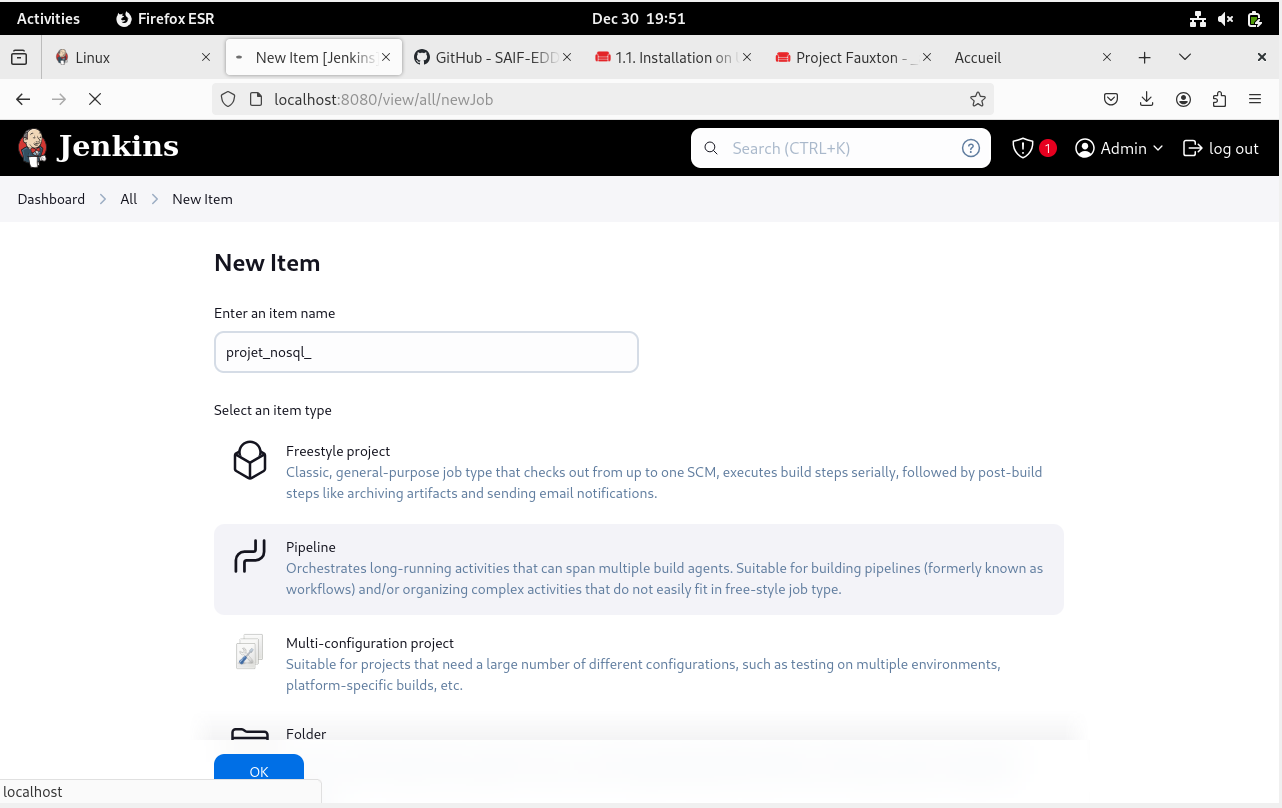 Activities Firefox ESR Dec 30 19:51
Linux New Item [Jenkins GitHub - SAIF-EDD 1.1. Installation on Project Fauxton - _ Accueil
localhost:8080/view/all/newJob
Jenkins Search (CTRL+K) 1 Admin log out
Dashboard All New Item
New Item
Enter an item name
projet_nosql_
Select an item type
Freestyle project
Classic, general-purpose job type that checks out from up to one SCM, executes build steps serially, followed by post-build
steps like archiving artifacts and sending email notifications.
Pipeline
Orchestrates long-running activities that can span multiple build agents. Suitable for building pipelines (formerly known as
workflows) and/or organizing complex activities that do not easily fit in free-style job type.
Multi-configuration project
Suitable for projects that need a large number of different configurations, such as testing on multiple environments,
platform-specific builds, etc.
Folder
OK
localhost